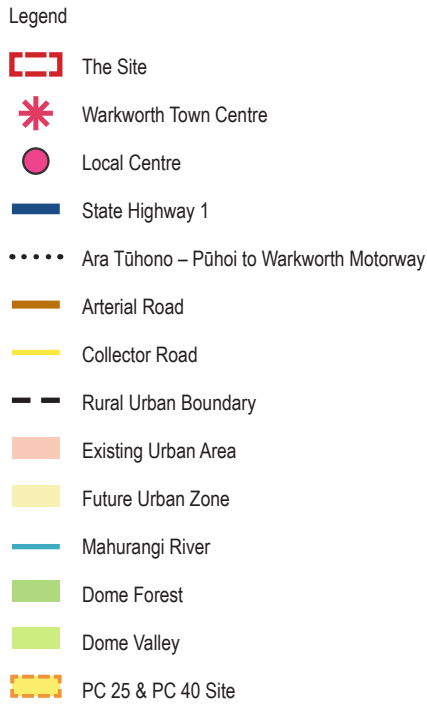 Legend
The Site
Warkworth Town Centre
Local Centre
State Highway 1
Ara Tūhono – Pūhoi to Warkworth Motorway
Arterial Road
Collector Road
Rural Urban Boundary
Existing Urban Area
Future Urban Zone
Mahurangi River
Dome Forest
Dome Valley
PC 25 & PC 40 Site